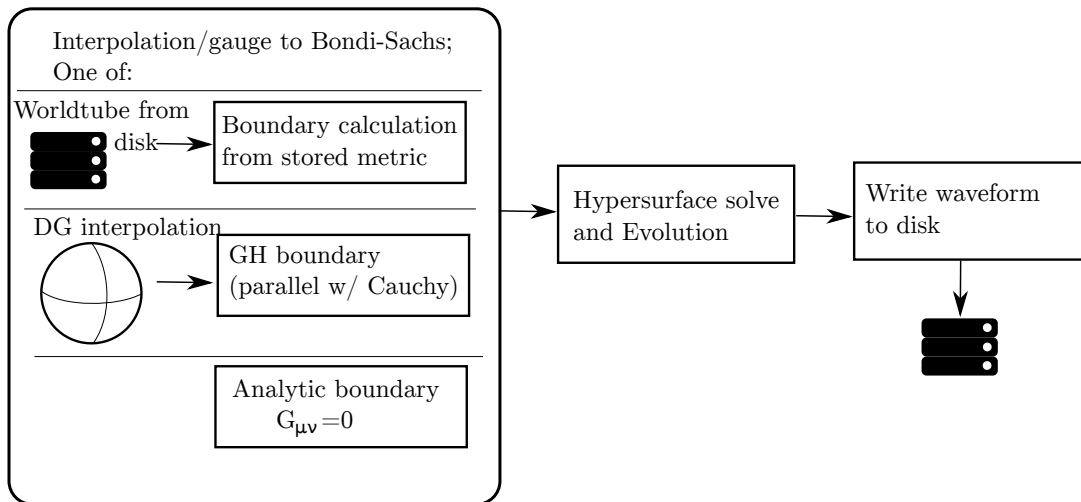 Interpolation/gauge to Bondi-Sachs;
One of:
Worldtube from
disk
Boundary calculation
from stored metric
DG interpolation
GH boundary
(parallel w/ Cauchy)
Analytic boundary
G_μν=0
Hypersurface solve
and Evolution
Write waveform
to disk